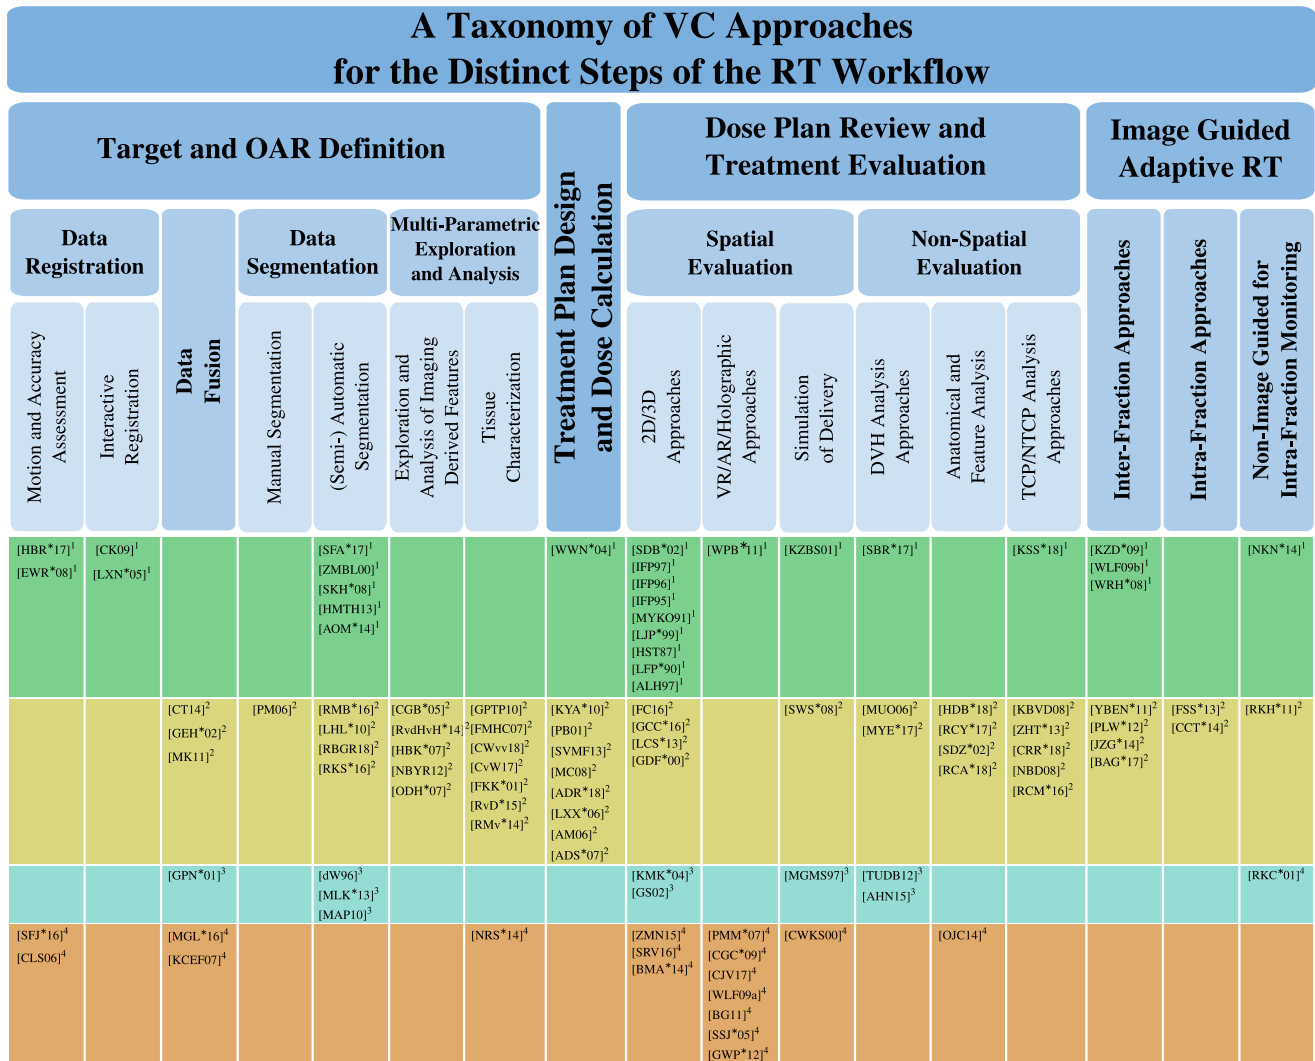 A Taxonomy of VC Approaches
for the Distinct Steps of the RT Workflow
Target and OAR Definition
Treatment Plan Design
and Dose Calculation
Dose Plan Review and
Treatment Evaluation
Image Guided
Adaptive RT
Data
Registration
Data
Fusion
Data
Segmentation
Multi-Parametric
Exploration
and Analysis
Spatial
Evaluation
Non-Spatial
Evaluation
Inter-Fraction Approaches
Intra-Fraction Approaches
Non-Image Guided for
Intra-Fraction Monitoring
Motion and Accuracy
Assessment
Interactive
Registration
Manual Segmentation
(Semi-) Automatic
Segmentation
Exploration and
Analysis of Imaging
Derived Features
Tissue
Characterization
2D/3D
Approaches
VR/AR/Holographic
Approaches
Simulation
of Delivery
DVH Analysis
Approaches
Anatomical and
Feature Analysis
TCP/NTCP Analysis
Approaches
[HBR*17]¹
[EWR*08]¹
[CK09]¹
[LXN*05]¹
[SFA*17]¹
[ZMBL00]¹
[SKH*08]¹
[HMTH13]¹
[AOM*14]¹
[WWN*04]¹
[SDB*02]¹
[IFP97]¹
[IFP96]¹
[IFP95]¹
[MYKO91]¹
[LJP*99]¹
[HST87]¹
[LFP*90]¹
[ALH97]¹
[WPB*11]¹
[KZBS01]¹
[SBR*17]¹
[KSS*18]¹
[KZD*09]¹
[WLF09b]¹
[WRH*08]¹
[NKN*14]¹
[CT14]²
[GEH*02]²
[MK11]²
[PM06]²
[RMB*16]²
[LHL*10]²
[RBGR18]²
[RKS*16]²
[CGB*05]²
[RvdHvH*14]²
[HBK*07]²
[NBYR12]²
[ODH*07]²
[GPTP10]²
[FMHC07]²
[CWvv18]²
[CvW17]²
[FKK*01]²
[RvD*15]²
[RMv*14]²
[KYA*10]²
[PB01]²
[SVMF13]²
[MC08]²
[ADR*18]²
[LXX*06]²
[AM06]²
[ADS*07]²
[FC16]²
[GCC*16]²
[LCS*13]²
[GDF*00]²
[SWS*08]²
[MUO06]²
[MYE*17]²
[HDB*18]²
[RCY*17]²
[SDZ*02]²
[RCA*18]²
[KBVD08]²
[ZHT*13]²
[CRR*18]²
[NBD08]²
[RCM*16]²
[YBEN*11]²
[PLW*12]²
[JZG*14]²
[BAG*17]²
[FSS*13]²
[CCT*14]²
[RKH*11]²
[GPN*01]³
[dW96]³
[MLK*13]³
[MAP10]³
[KMK*04]³
[GS02]³
[MGMS97]³
[TUDB12]³
[AHN15]³
[RKC*01]⁴
[SFJ*16]⁴
[CLS06]⁴
[MGL*16]⁴
[KCEF07]⁴
[NRS*14]⁴
[ZMN15]⁴
[SRV16]⁴
[BMA*14]⁴
[PMM*07]⁴
[CGC*09]⁴
[CJV17]⁴
[WLF09a]⁴
[BG11]⁴
[SSJ*05]⁴
[GWP*12]⁴
[CWKS00]⁴
[OJC14]⁴